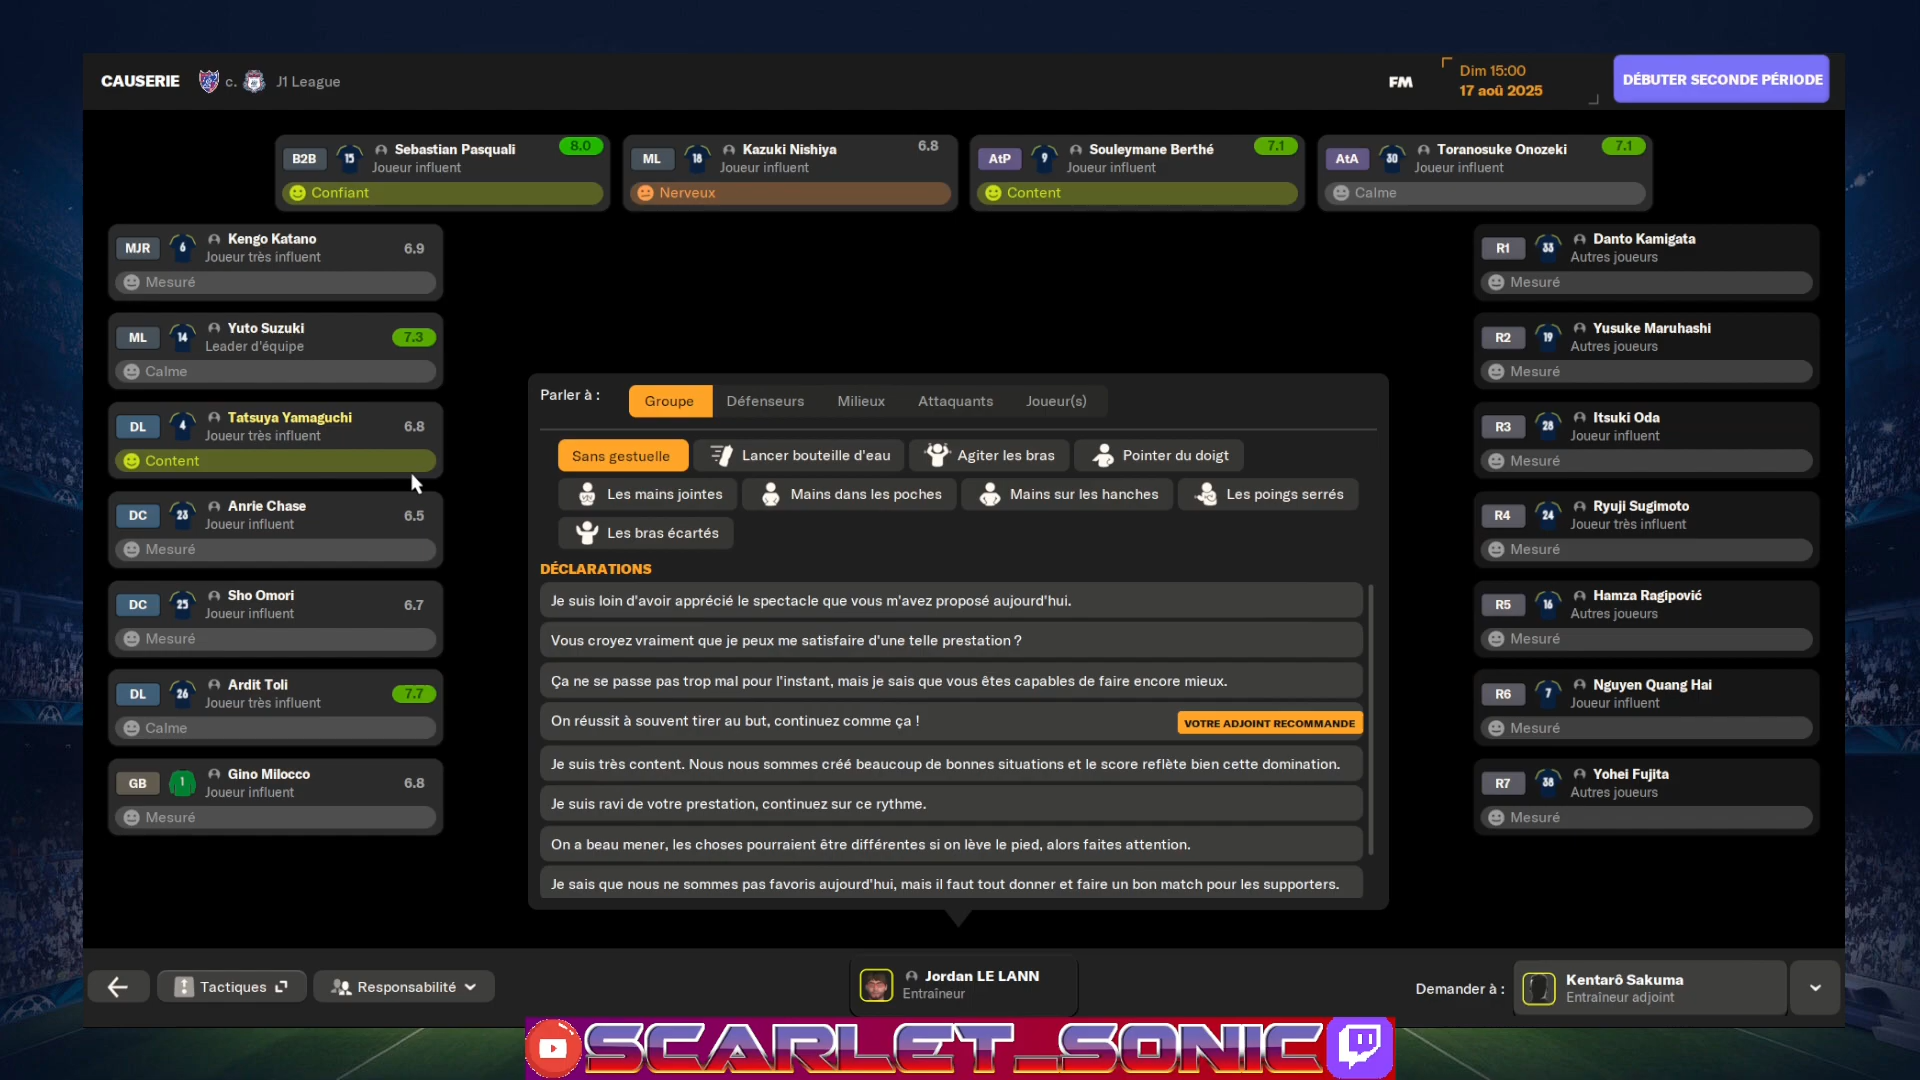 CAUSERIE
c.
J1 League
FM
Dim 15:00
17 aoû 2025
DÉBUTER SECONDE PÉRIODE
B2B
15
Sebastian Pasquali
8.0
Joueur influent
Confiant
ML
18
Kazuki Nishiya
6.8
Joueur influent
Nerveux
AtP
9
Souleymane Berthé
7.1
Joueur influent
Content
AtA
30
Toranosuke Onozeki
7.1
Joueur influent
Calme
MJR
6
Kengo Katano
Joueur très influent
6.9
Mesuré
ML
14
Yuto Suzuki
Leader d'équipe
7.3
Calme
DL
4
Tatsuya Yamaguchi
Joueur très influent
6.8
Content
DC
23
Anrie Chase
Joueur influent
6.5
Mesuré
DC
25
Sho Omori
Joueur influent
6.7
Mesuré
DL
26
Ardit Toli
Joueur très influent
7.7
Calme
GB
1
Gino Milocco
Joueur influent
6.8
Mesuré
Parler à :
Groupe
Défenseurs
Milieux
Attaquants
Joueur(s)
Sans gestuelle
Lancer bouteille d'eau
Agiter les bras
Pointer du doigt
Les mains jointes
Mains dans les poches
Mains sur les hanches
Les poings serrés
Les bras écartés
DÉCLARATIONS
Je suis loin d'avoir apprécié le spectacle que vous m'avez proposé aujourd'hui.
Vous croyez vraiment que je peux me satisfaire d'une telle prestation ?
Ça ne se passe pas trop mal pour l'instant, mais je sais que vous êtes capables de faire encore mieux.
On réussit à souvent tirer au but, continuez comme ça !
VOTRE ADJOINT RECOMMANDE
Je suis très content. Nous nous sommes créé beaucoup de bonnes situations et le score reflète bien cette domination.
Je suis ravi de votre prestation, continuez sur ce rythme.
On a beau mener, les choses pourraient être différentes si on lève le pied, alors faites attention.
Je sais que nous ne sommes pas favoris aujourd'hui, mais il faut tout donner et faire un bon match pour les supporters.
R1
33
Danto Kamigata
Autres joueurs
Mesuré
R2
19
Yusuke Maruhashi
Autres joueurs
Mesuré
R3
28
Itsuki Oda
Joueur influent
Mesuré
R4
24
Ryuji Sugimoto
Joueur très influent
Mesuré
R5
16
Hamza Ragipović
Autres joueurs
Mesuré
R6
7
Nguyen Quang Hai
Joueur influent
Mesuré
R7
38
Yohei Fujita
Autres joueurs
Mesuré
Tactiques
Responsabilité
Jordan LE LANN
Entraîneur
Demander à :
Kentarô Sakuma
Entraîneur adjoint
SCARLET_SONIC